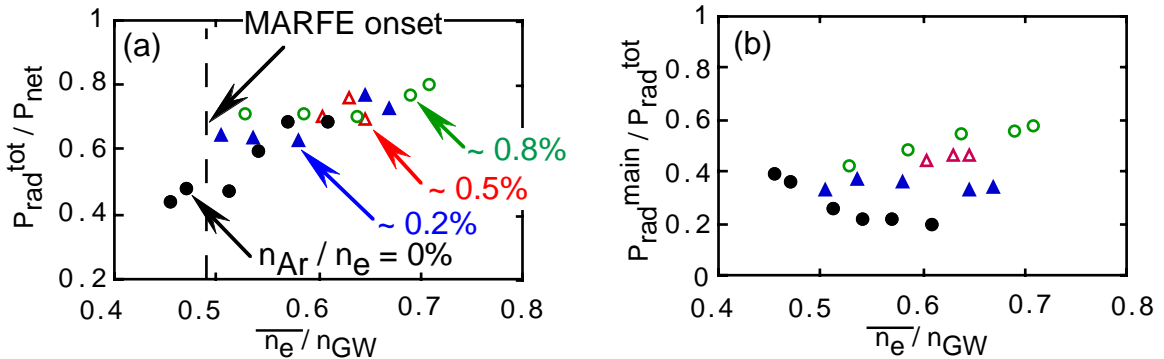 (a)
MARFE onset
1
0.8
0.6
0.4
0.2
P_rad^tot / P_net
~ 0.8%
~ 0.5%
~ 0.2%
n_Ar / n_e = 0%
0.4 0.5 0.6 0.7 0.8
n_e / n_GW
(b)
1
0.8
0.6
0.4
0.2
0
P_rad^main / P_rad^tot
0.4 0.5 0.6 0.7 0.8
n_e / n_GW